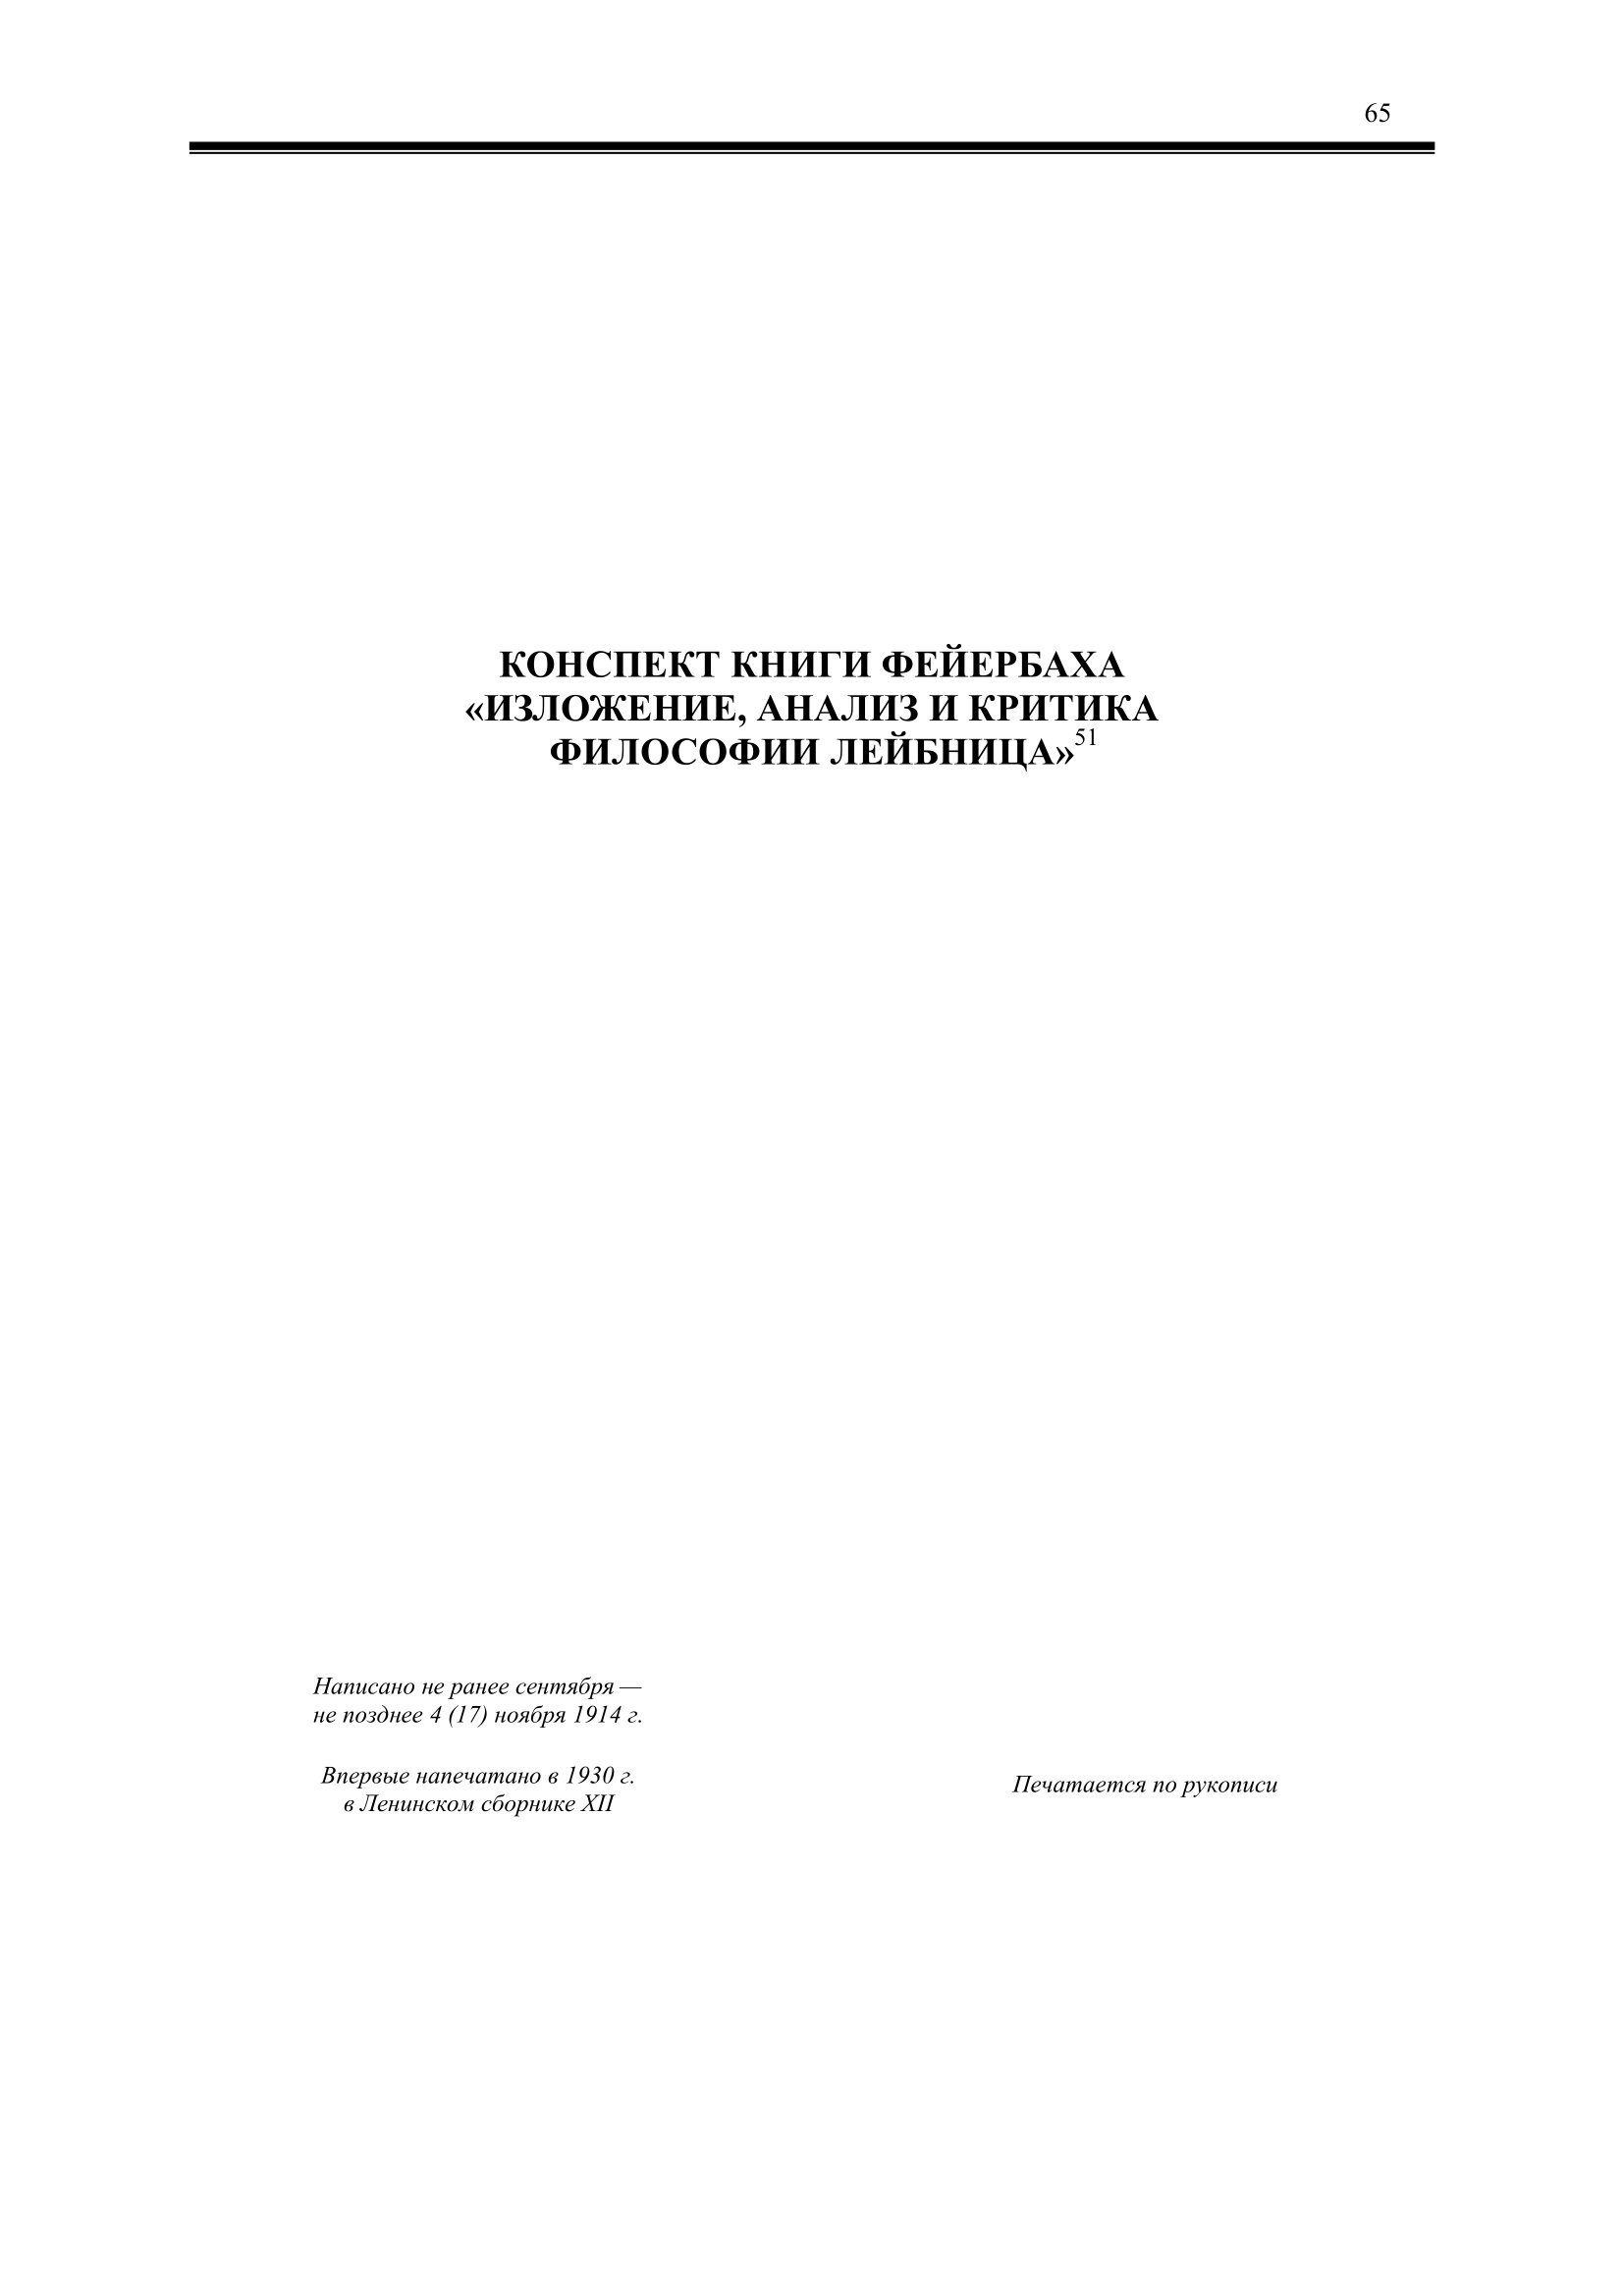 65
КОНСПЕКТ КНИГИ ФЕЙЕРБАХА
«ИЗЛОЖЕНИЕ, АНАЛИЗ И КРИТИКА
ФИЛОСОФИИ ЛЕЙБНИЦА»51
Написано не ранее сентября —
не позднее 4 (17) ноября 1914 г.
Впервые напечатано в 1930 г.
в Ленинском сборнике XII
Печатается по рукописи